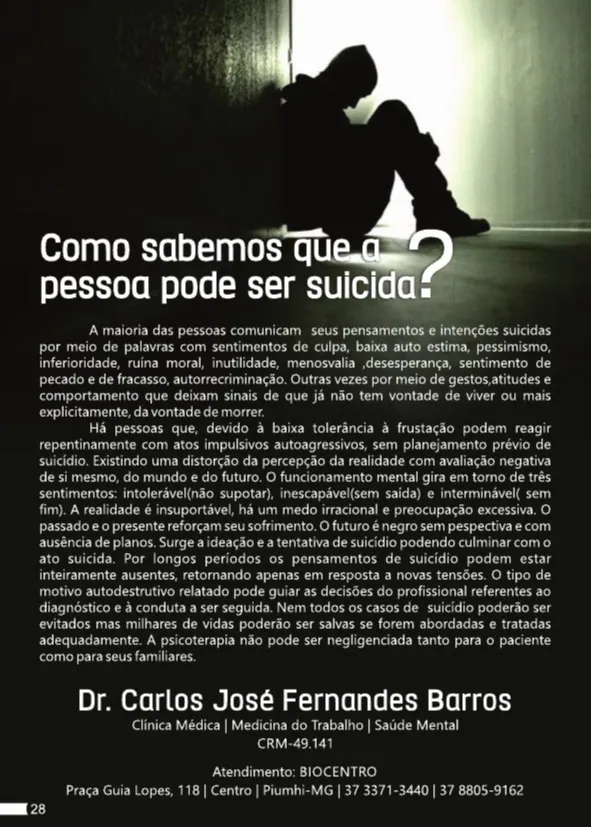 Como sabemos que a
pessoa pode ser suicida?
A maioria das pessoas comunicam seus pensamentos e intenções suicidas
por meio de palavras com sentimentos de culpa, baixa auto estima, pessimismo,
inferioridade, ruína moral, inutilidade, menosvalia ,desesperança, sentimento de
pecado e de fracasso, autorrecriminação. Outras vezes por meio de gestos,atitudes e
comportamento que deixam sinais de que já não tem vontade de viver ou mais
explicitamente, da vontade de morrer.
Há pessoas que, devido à baixa tolerância à frustação podem reagir
repentinamente com atos impulsivos autoagressivos, sem planejamento prévio de
suicídio. Existindo uma distorção da percepção da realidade com avaliação negativa
de si mesmo, do mundo e do futuro. O funcionamento mental gira em torno de três
sentimentos: intolerável(não supotar), inescapável(sem saída) e interminável( sem
fim). A realidade é insuportável, há um medo irracional e preocupação excessiva. O
passado e o presente reforçam seu sofrimento. O futuro é negro sem pespectiva e com
ausência de planos. Surge a ideação e a tentativa de suicídio podendo culminar com o
ato suicida. Por longos períodos os pensamentos de suicídio podem estar
inteiramente ausentes, retornando apenas em resposta a novas tensões. O tipo de
motivo autodestrutivo relatado pode guiar as decisões do profissional referentes ao
diagnóstico e à conduta a ser seguida. Nem todos os casos de suicídio poderão ser
evitados mas milhares de vidas poderão ser salvas se forem abordadas e tratadas
adequadamente. A psicoterapia não pode ser negligenciada tanto para o paciente
como para seus familiares.
Dr. Carlos José Fernandes Barros
Clínica Médica | Medicina do Trabalho | Saúde Mental
CRM-49.141
Atendimento: BIOCENTRO
Praça Guia Lopes, 118 | Centro | Piumhi-MG | 37 3371-3440 | 37 8805-9162
28